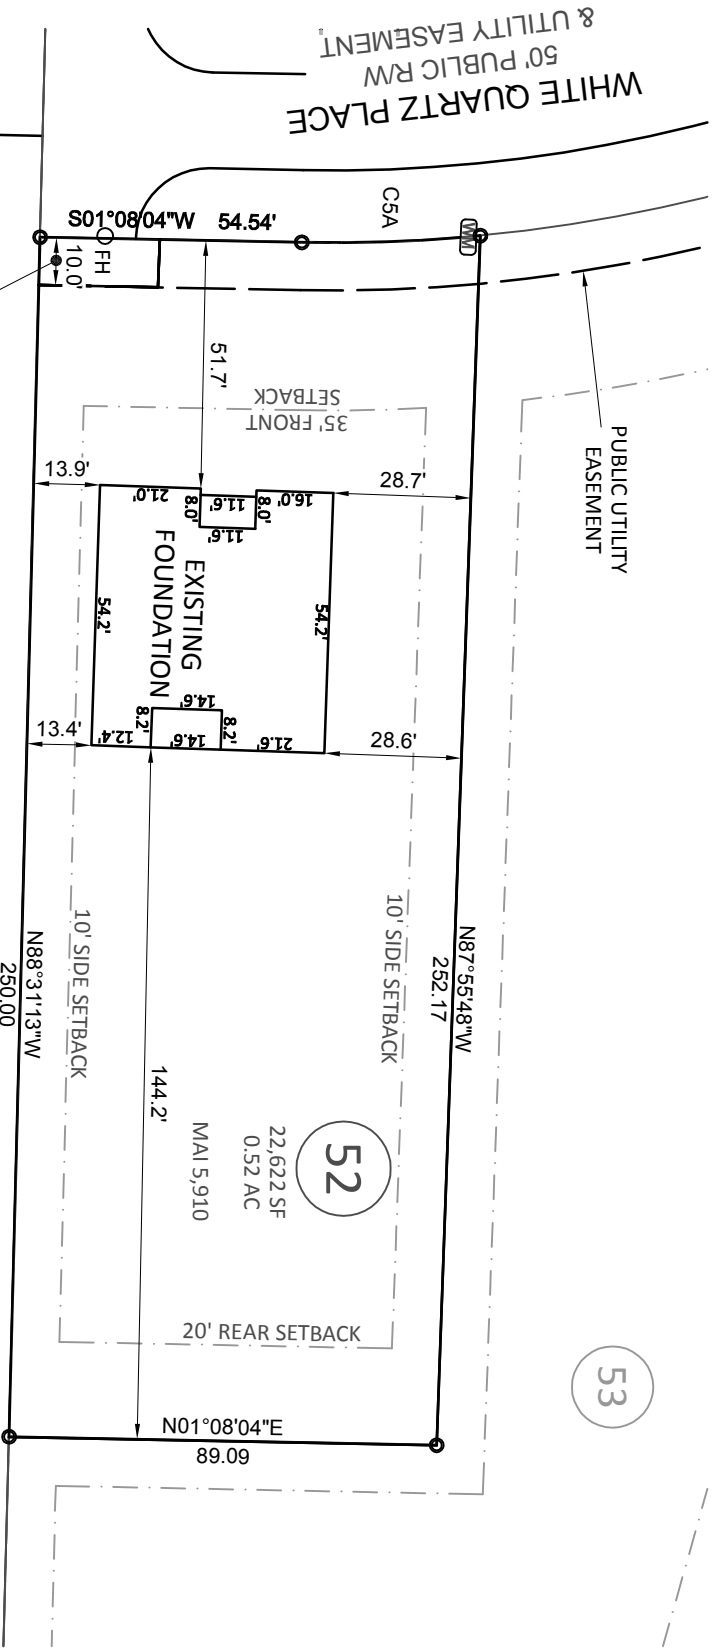 & UTILITY EASEMENT
50' PUBLIC R/W
WHITE QUARTZ PLACE
C5A
S01°08'04"W 54.54'
WM
FH
10.0'
PUBLIC UTILITY
EASEMENT
51.7'
35' FRONT
SETBACK
13.9'
28.7'
21.0'
8.0'
11.6'
11.6'
8.0'
16.0'
EXISTING
FOUNDATION
54.2'
54.2'
14.6'
8.2'
8.2'
12.4'
14.6'
21.6'
13.4'
28.6'
10' SIDE SETBACK
10' SIDE SETBACK
N87°55'48"W
252.17
N88°31'13"W
250.00
144.2'
52
22,622 SF
0.52 AC
MAI 5,910
20' REAR SETBACK
53
N01°08'04"E
89.09